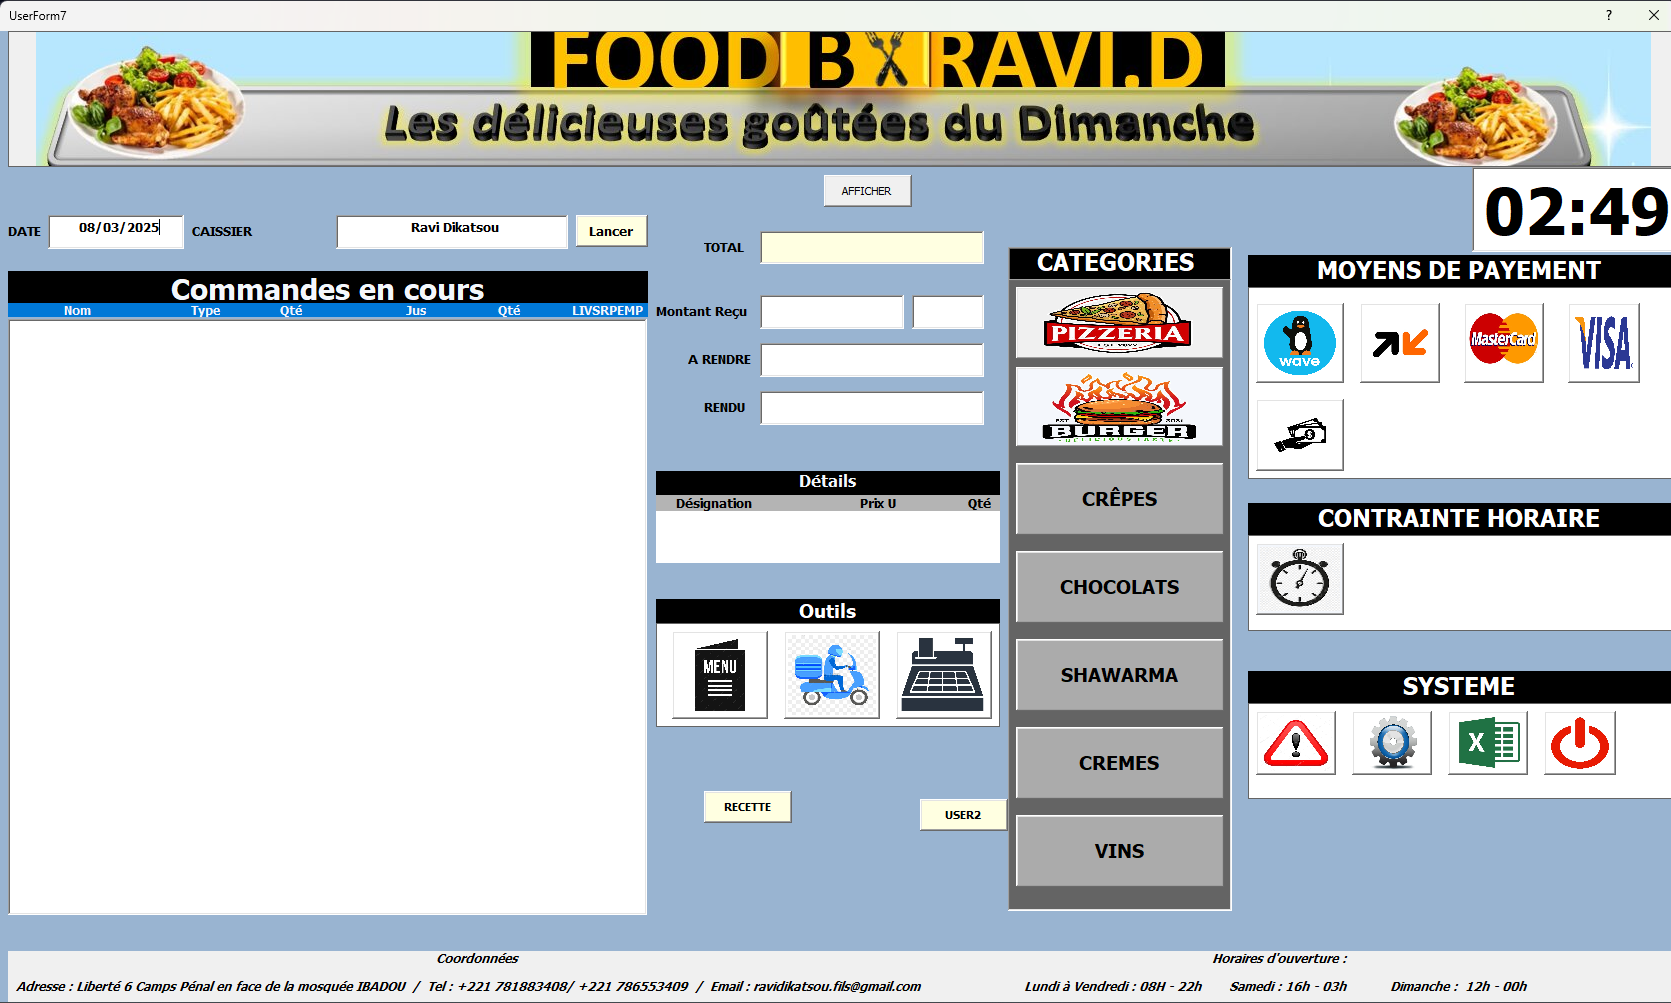 UserForm7
FOOD BY RAVI.D
Les délicieuses goûtées du Dimanche
AFFICHER
02:49
DATE 08/03/2025 CAISSIER Ravi Dikatsou Lancer
Commandes en cours
Nom Type Qté Jus Qté LIVSRPEMP
TOTAL
Montant Reçu
A RENDRE
RENDU
Détails
Désignation Prix U Qté
Outils
MENU
RECETTE
USER2
CATEGORIES
PIZZERIA
BURGER
CRÊPES
CHOCOLATS
SHAWARMA
CREMES
VINS
MOYENS DE PAYEMENT
wave
MasterCard
VISA
CONTRAINTE HORAIRE
SYSTEME
X
Coordonnées
Adresse : Liberté 6 Camps Pénal en face de la mosquée IBADOU / Tel : +221 781883408/ +221 786553409 / Email : ravidikatsou.fils@gmail.com
Horaires d'ouverture :
Lundi à Vendredi : 08H - 22h Samedi : 16h - 03h Dimanche : 12h - 00h